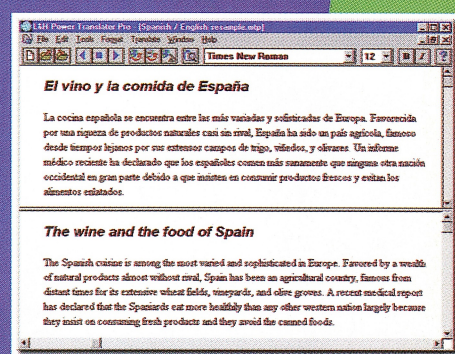 L&H Power Translator Pro - [Spanish / English sesample.mtp]
File Edit Tools Format Translate Window Help
Times New Roman 12 B I ?
El vino y la comida de España
La cocina española se encuentra entre las más variadas y sofisticadas de Europa. Favorecida
por una riqueza de productos naturales casi sin rival, España ha sido un país agrícola, famoso
desde tiempos lejanos por sus extensos campos de trigo, viñedos, y olivares. Un informe
médico reciente ha declarado que los españoles comen más sanamente que ninguna otra nación
occidental en gran parte debido a que insisten en consumir productos frescos y evitan los
alimentos enlatados.
The wine and the food of Spain
The Spanish cuisine is among the most varied and sophisticated in Europe. Favored by a wealth
of natural products almost without rival, Spain has been an agricultural country, famous from
distant times for its extensive wheat fields, vineyards, and olive groves. A recent medical report
has declared that the Spaniards eat more healthily than any other western nation largely because
they insist on consuming fresh products and they avoid the canned foods.